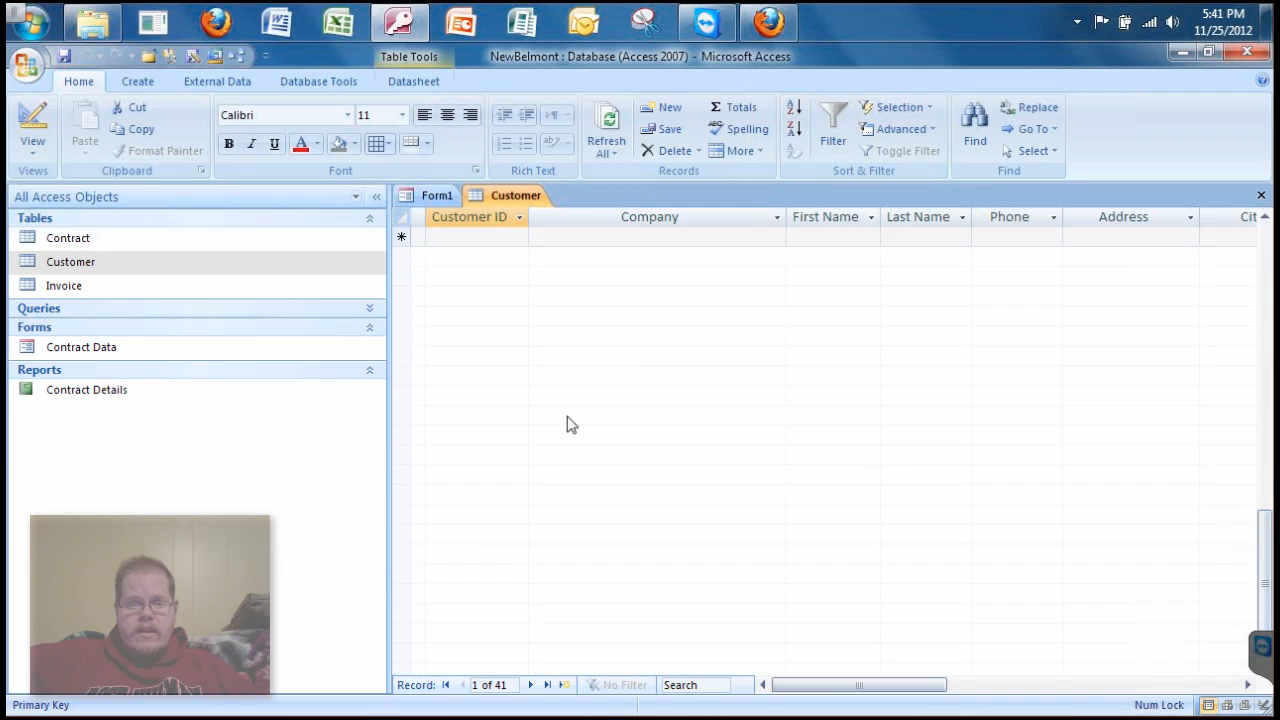 5:41 PM
11/25/2012
Table Tools
NewBelmont : Database (Access 2007) - Microsoft Access
Home
Create
External Data
Database Tools
Datasheet
View
Views
Paste
Cut
Copy
Format Painter
Clipboard
Calibri
11
B I U A
Font
Rich Text
Refresh
All
New
Save
Delete
Totals
Spelling
More
Records
Filter
Selection
Advanced
Toggle Filter
Sort & Filter
Find
Replace
Go To
Select
Find
All Access Objects
Tables
Contract
Customer
Invoice
Queries
Forms
Contract Data
Reports
Contract Details
Form1
Customer
Customer ID
Company
First Name
Last Name
Phone
Address
Cit
Record:
1 of 41
No Filter
Search
Primary Key
Num Lock